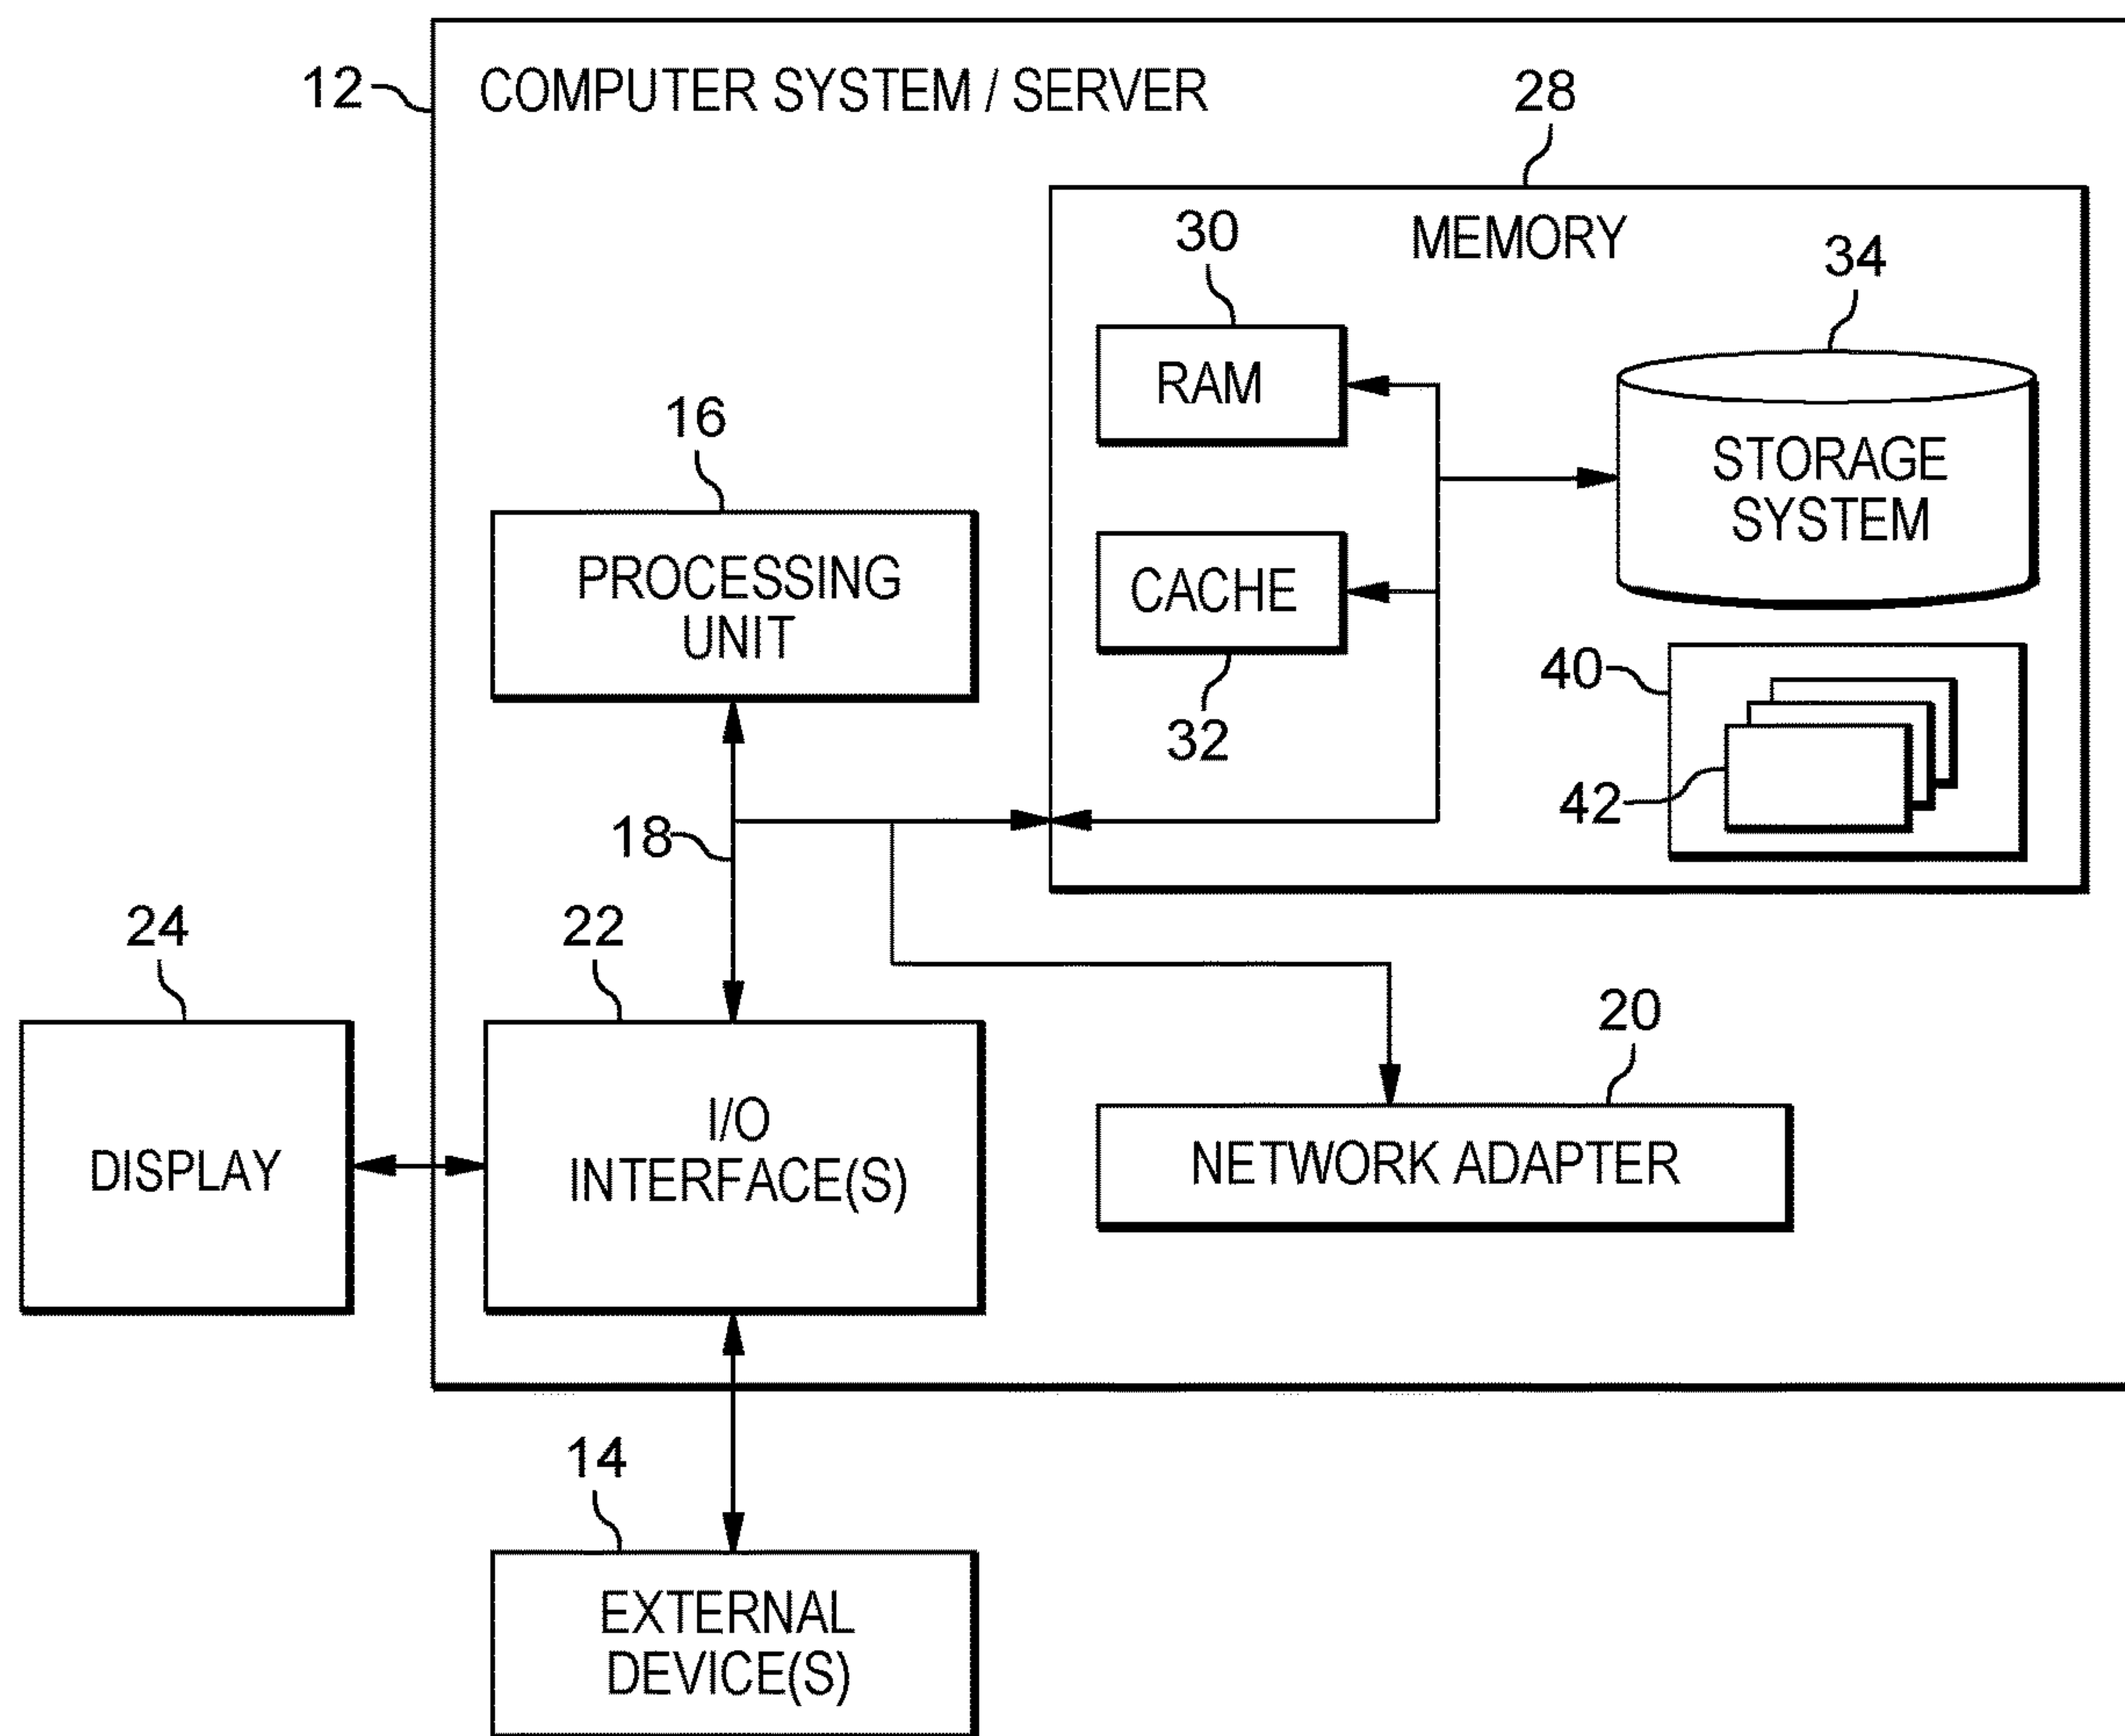 12
COMPUTER SYSTEM / SERVER
28
MEMORY
30
34
RAM
16
STORAGE
SYSTEM
PROCESSING
UNIT
CACHE
32
40
42
18
24
22
20
DISPLAY
I/O
INTERFACE(S)
NETWORK ADAPTER
14
EXTERNAL
DEVICE(S)